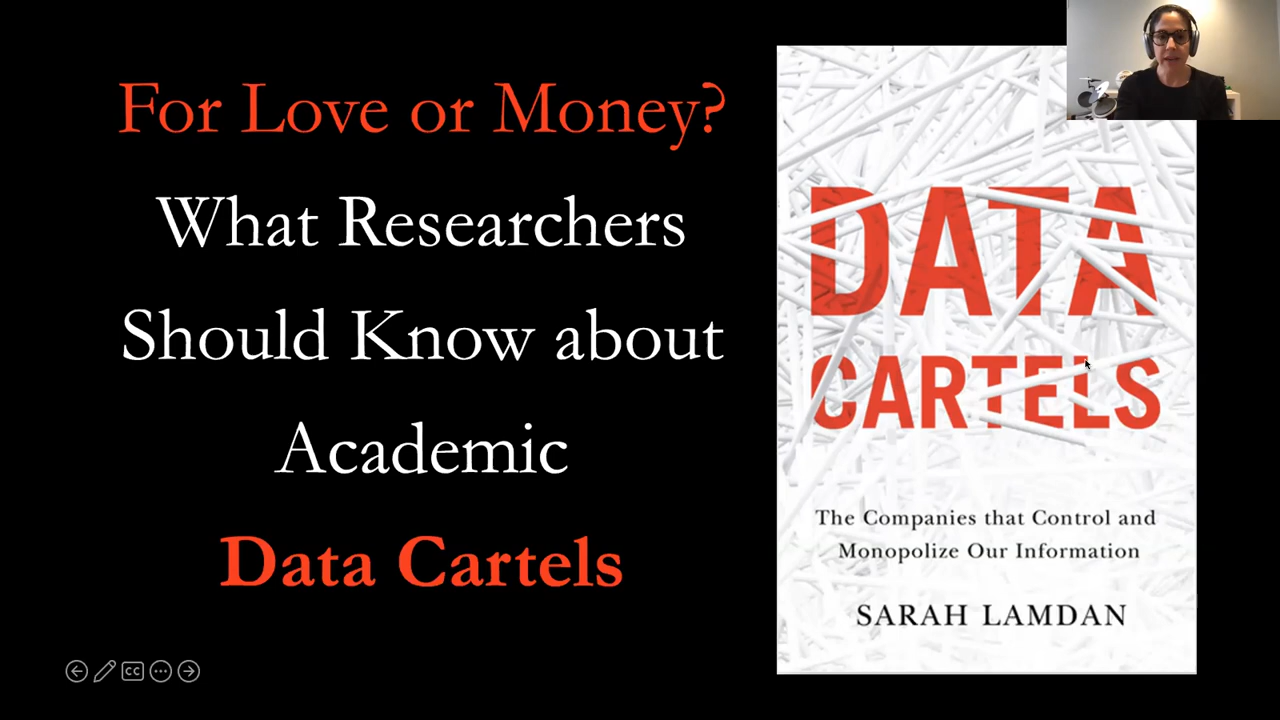 For Love or Money?
What Researchers
Should Know about
Academic
Data Cartels
DATA
CARTELS
The Companies that Control and
Monopolize Our Information
SARAH LAMDAN
CC